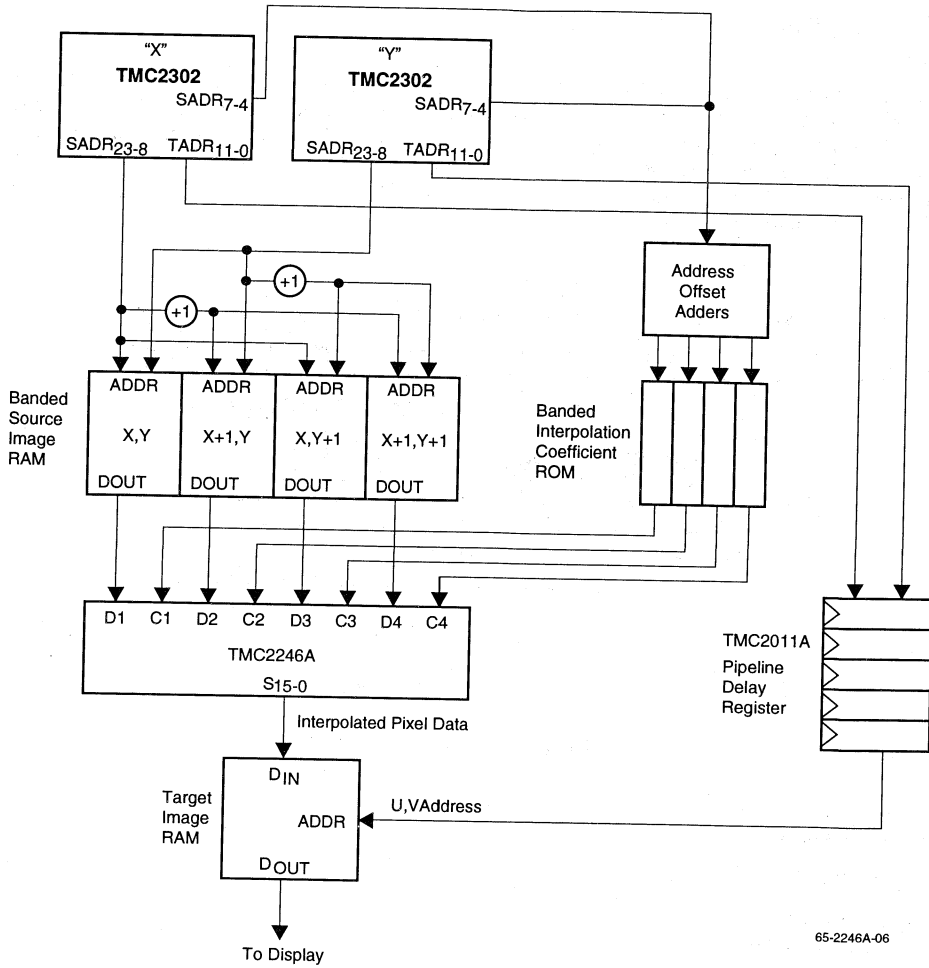 “X”
TMC2302
SADR7-4
SADR23-8 TADR11-0
“Y”
TMC2302
SADR7-4
SADR23-8 TADR11-0
+1
+1
Address
Offset
Adders
Banded
Source
Image
RAM
ADDR ADDR ADDR ADDR
X,Y X+1,Y X,Y+1 X+1,Y+1
DOUT DOUT DOUT DOUT
Banded
Interpolation
Coefficient
ROM
D1 C1 D2 C2 D3 C3 D4 C4
TMC2246A
S15-0
TMC2011A
Pipeline
Delay
Register
Interpolated Pixel Data
Target
Image
RAM
DIN
ADDR
DOUT
U,VAddress
To Display
65-2246A-06